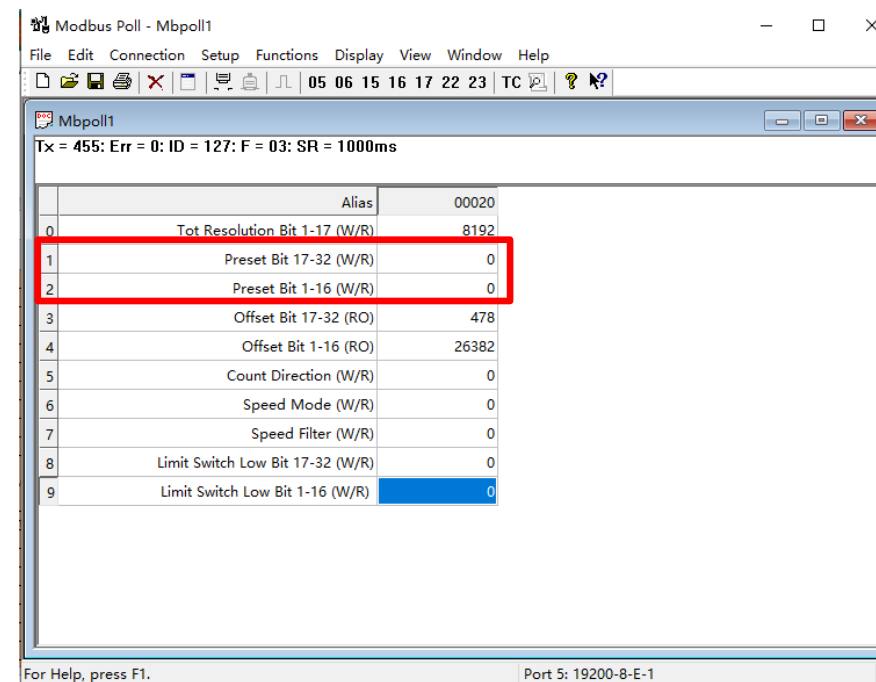 Modbus Poll - Mbpoll1
File Edit Connection Setup Functions Display View Window Help
05 06 15 16 17 22 23 TC
Mbpoll1
Tx = 455: Err = 0: ID = 127: F = 03: SR = 1000ms
Alias 00020
0 Tot Resolution Bit 1-17 (W/R) 8192
1 Preset Bit 17-32 (W/R) 0
2 Preset Bit 1-16 (W/R) 0
3 Offset Bit 17-32 (RO) 478
4 Offset Bit 1-16 (RO) 26382
5 Count Direction (W/R) 0
6 Speed Mode (W/R) 0
7 Speed Filter (W/R) 0
8 Limit Switch Low Bit 17-32 (W/R) 0
9 Limit Switch Low Bit 1-16 (W/R) 0
For Help, press F1. Port 5: 19200-8-E-1